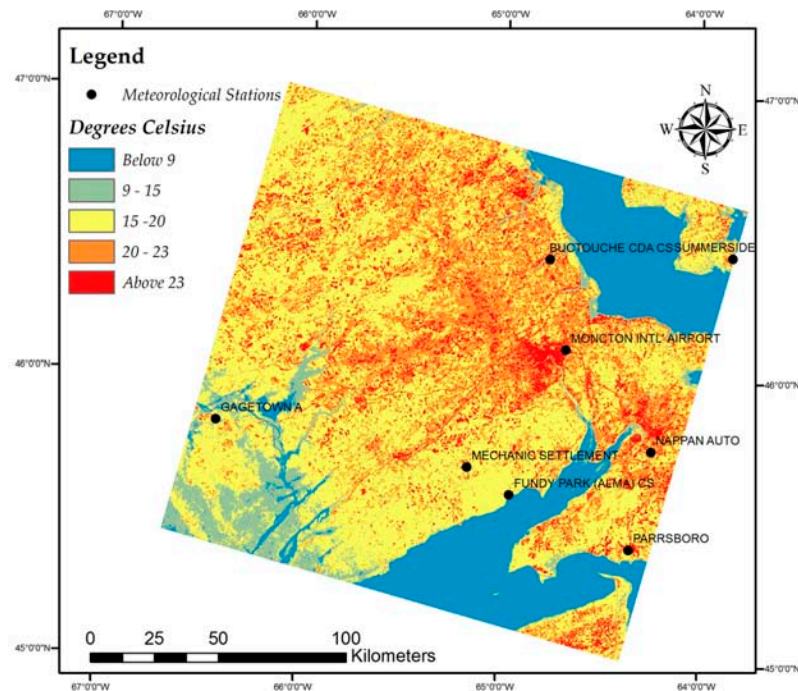 67°0'0"W 66°0'0"W 65°0'0"W 64°0'0"W
Legend
Meteorological Stations
Degrees Celsius
Below 9
9 - 15
15 -20
20 - 23
Above 23
N
W E
S
47°0'0"N
47°0'0"N
BUCTOUCHE CDA CSSUMMERSIDE
MONCTON INTL' AIRPORT
46°0'0"N
46°0'0"N
GAGETOWN A
NAPPAN AUTO
MECHANIC SETTLEMENT
FUNDY PARK (ALMA) CS
PARRSBORO
45°0'0"N
45°0'0"N
0 25 50 100
Kilometers
67°0'0"W 66°0'0"W 65°0'0"W 64°0'0"W